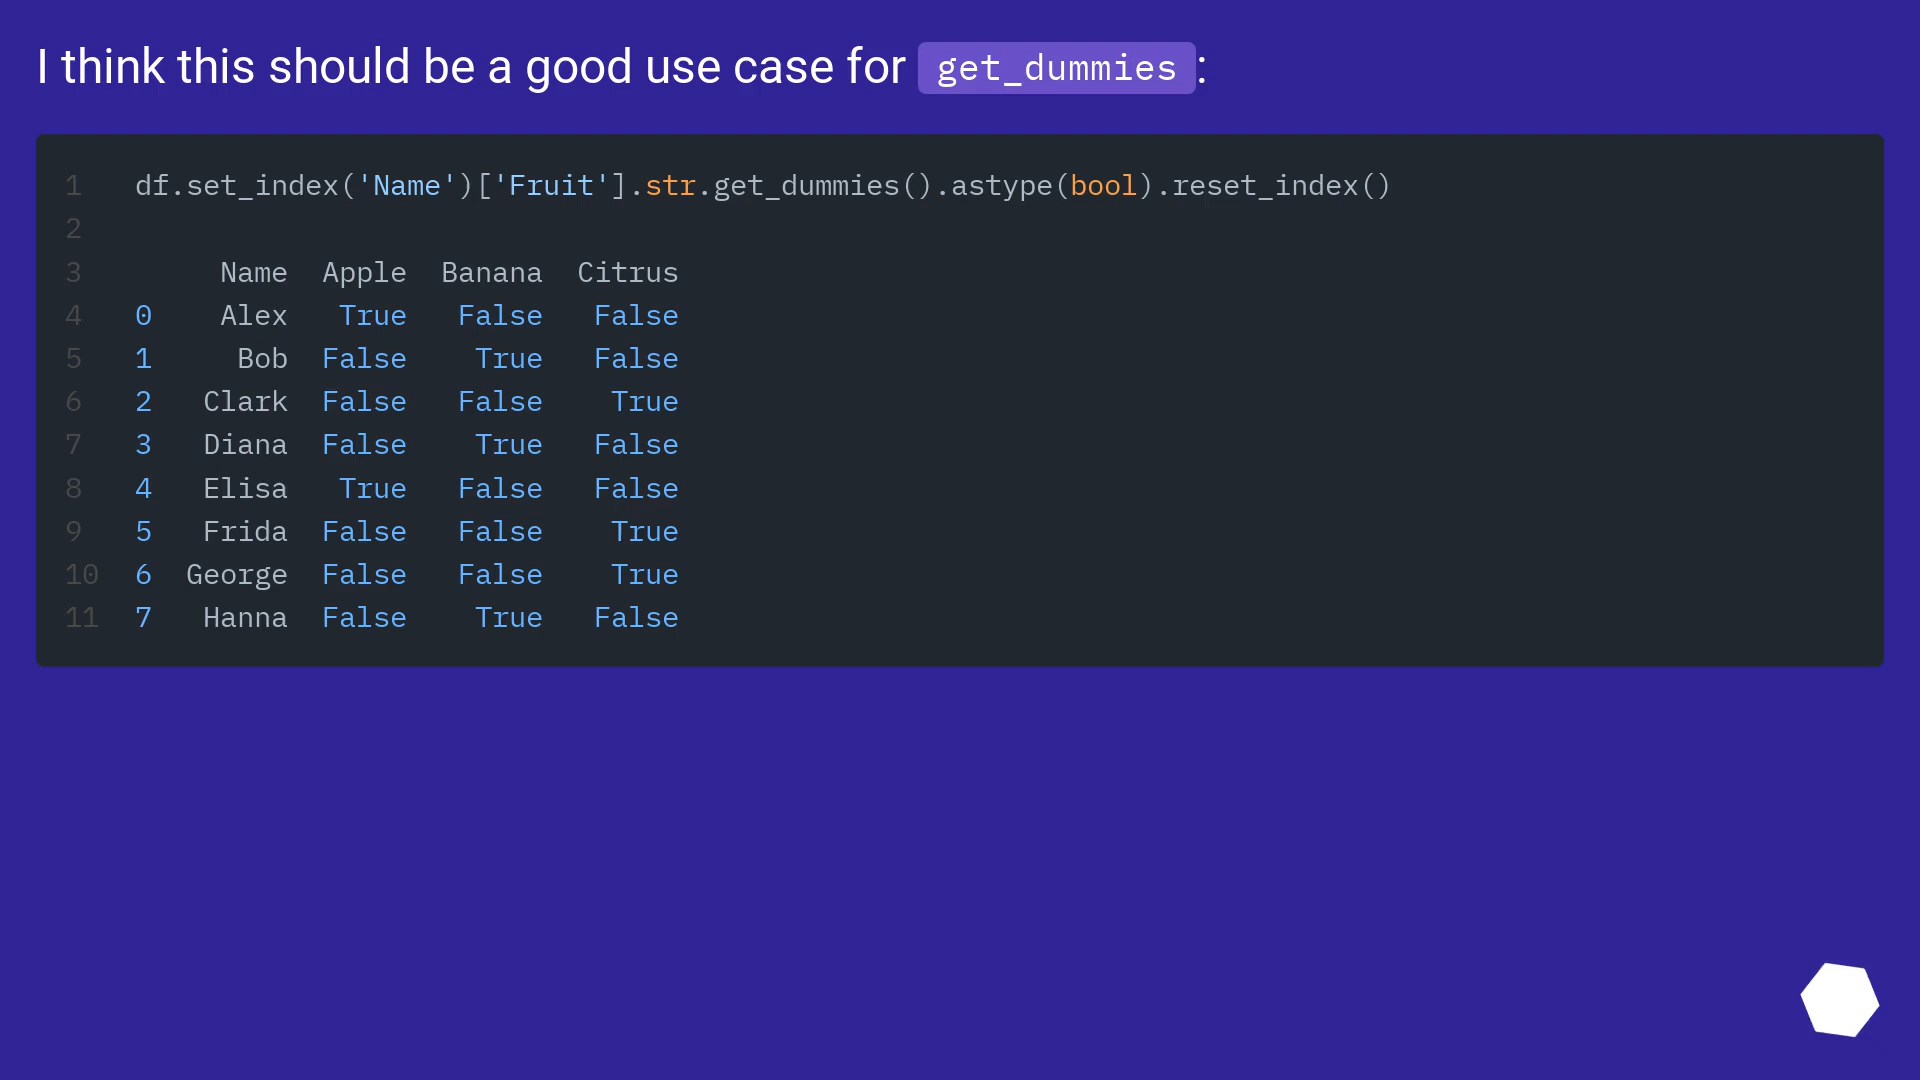 I think this should be a good use case for get_dummies:
1 df.set_index('Name')['Fruit'].str.get_dummies().astype(bool).reset_index()
2
3 Name Apple Banana Citrus
4 0 Alex True False False
5 1 Bob False True False
6 2 Clark False False True
7 3 Diana False True False
8 4 Elisa True False False
9 5 Frida False False True
10 6 George False False True
11 7 Hanna False True False